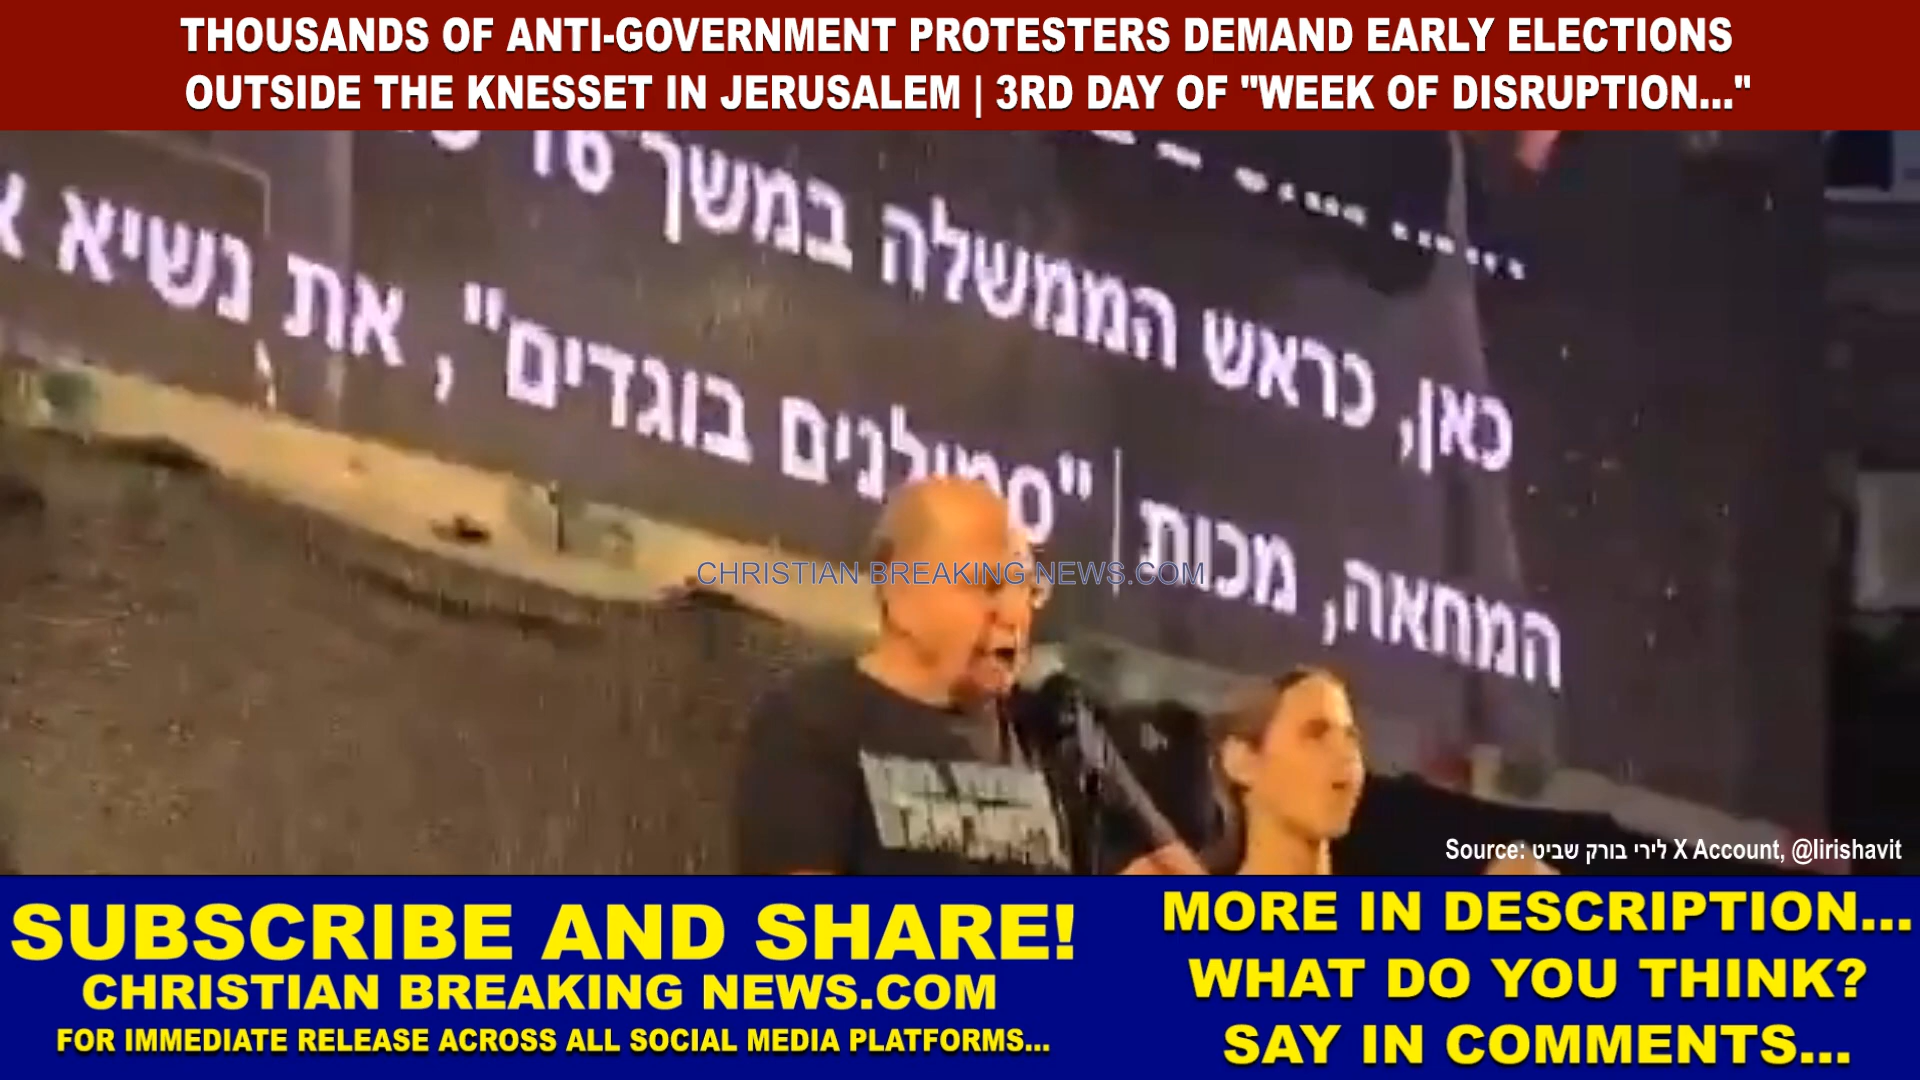 THOUSANDS OF ANTI-GOVERNMENT PROTESTERS DEMAND EARLY ELECTIONS
OUTSIDE THE KNESSET IN JERUSALEM | 3RD DAY OF "WEEK OF DISRUPTION..."
כאן, כראש הממשלה במשך 16
המחאה, מכות | "סמולנים בוגדים", את נשיא
CHRISTIAN BREAKING NEWS.COM
Source: לירי בורק שביט X Account, @lirishavit
SUBSCRIBE AND SHARE!
CHRISTIAN BREAKING NEWS.COM
FOR IMMEDIATE RELEASE ACROSS ALL SOCIAL MEDIA PLATFORMS...
MORE IN DESCRIPTION...
WHAT DO YOU THINK?
SAY IN COMMENTS...